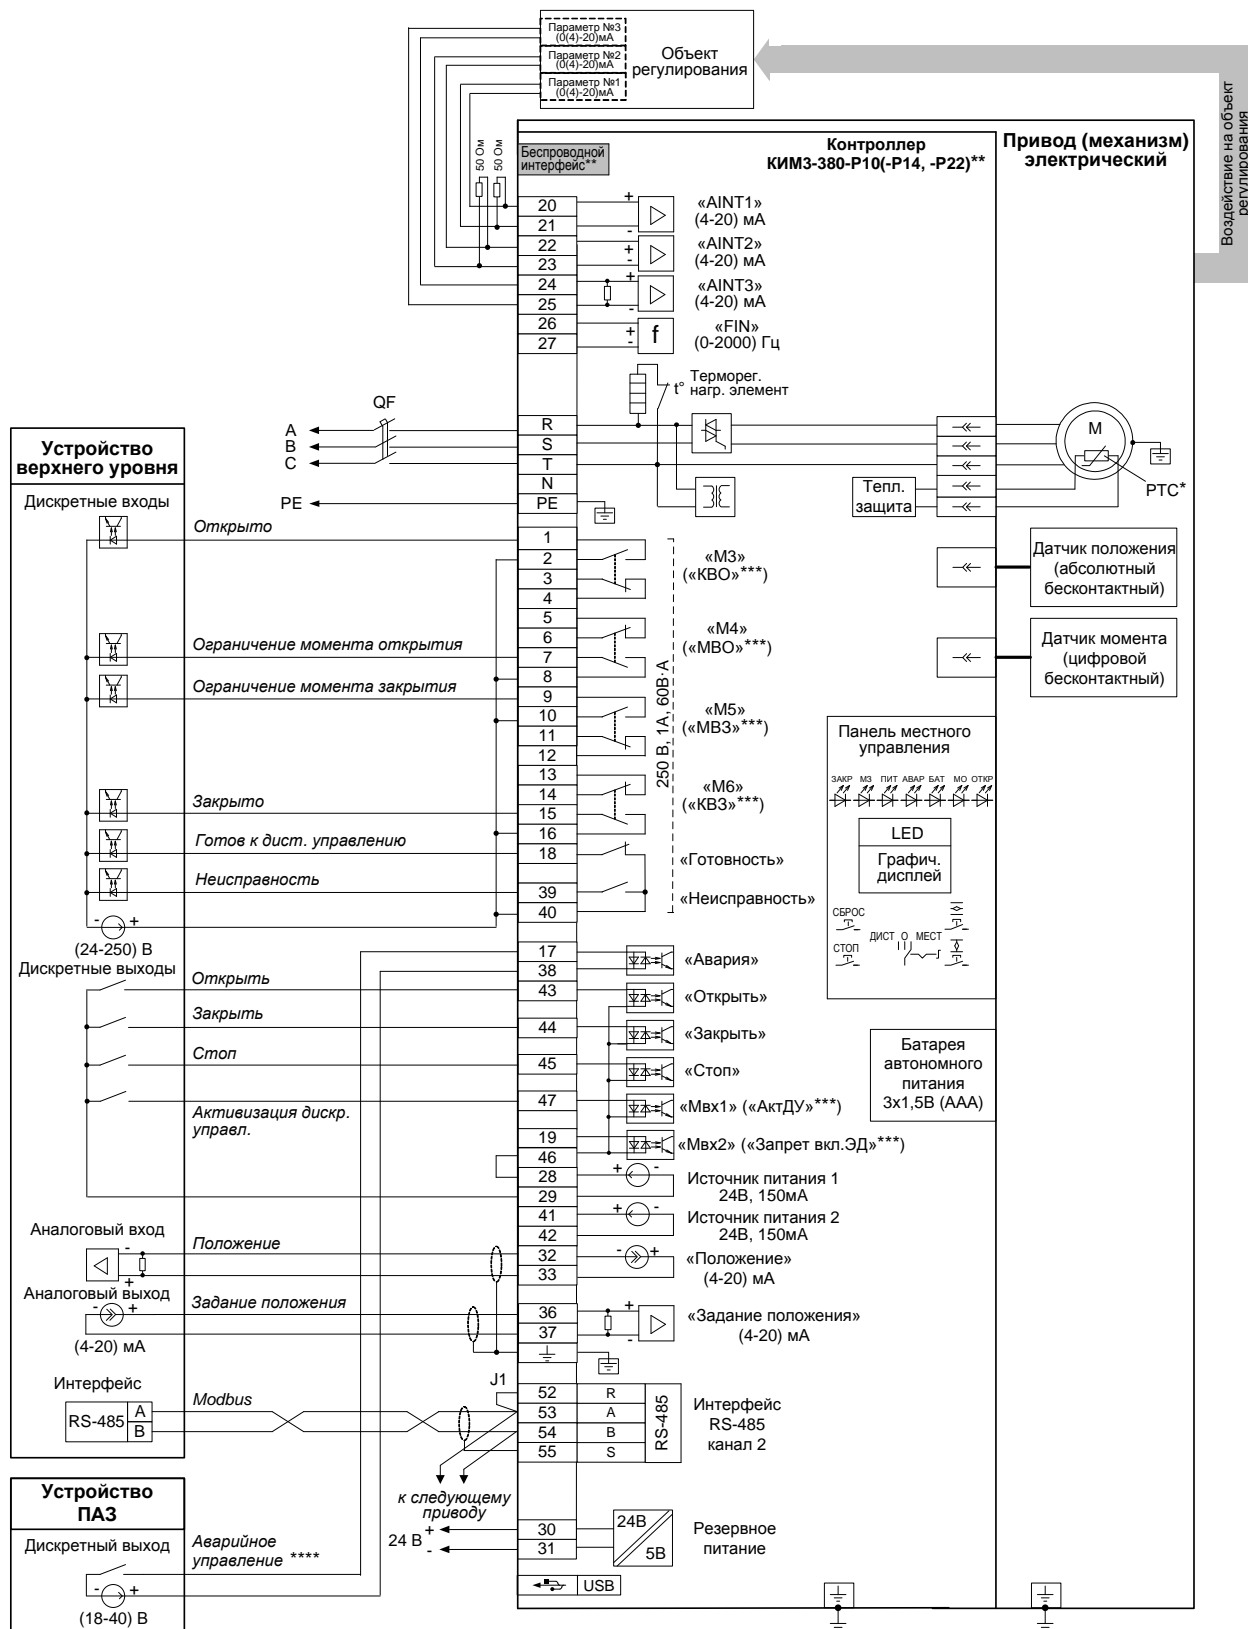 Параметр №3
(0(4)-20)мА
Параметр №2
(0(4)-20)мА
Параметр №1
(0(4)-20)мА
Объект
регулирования
Воздействие на объект
регулирования
50 Ом
50 Ом
Беспроводной
интерфейс**
Контроллер
КИМ3-380-Р10(-Р14, -Р22)**
Привод (механизм)
электрический
20
21
22
23
24
25
26
27
+
-
«AINT1»
(4-20) мА
+
-
«AINT2»
(4-20) мА
+
-
«AINT3»
(4-20) мА
+
-
f
«FIN»
(0-2000) Гц
t°
Терморег.
нагр. элемент
QF
A
B
C
PE
R
S
T
N
PE
M
PTC*
Тепл.
защита
Устройство
верхнего уровня
Дискретные входы
Открыто
1
2
3
4
«М3»
(«КВО»***)
Датчик положения
(абсолютный
бесконтактный)
5
6
7
8
Ограничение момента открытия
«М4»
(«МВО»***)
Датчик момента
(цифровой
бесконтактный)
Ограничение момента закрытия
9
10
11
12
«М5»
(«МВЗ»***)
250 В, 1А, 60В·А
13
14
15
16
Закрыто
«М6»
(«КВЗ»***)
Готов к дист. управлению
18
«Готовность»
Неисправность
39
40
«Неисправность»
- +
(24-250) В
Панель местного
управления
ЗАКР МЗ ПИТ АВАР БАТ МО ОТКР
LED
Графич.
дисплей
СБРОС
СТОП
ДИСТ О МЕСТ
Дискретные выходы
17
38
«Авария»
Открыть
43
«Открыть»
Закрыть
44
«Закрыть»
Стоп
45
«Стоп»
Активизация дискр.
управл.
47
«Мвх1» («АктДУ»***)
19
46
«Мвх2» («Запрет вкл.ЭД»***)
Батарея
автономного
питания
3х1,5В (ААА)
28
29
+ -
Источник питания 1
24В, 150мА
41
42
+ -
Источник питания 2
24В, 150мА
Аналоговый вход
-
+
Положение
32
33
- +
«Положение»
(4-20) мА
Аналоговый выход
- +
(4-20) мА
Задание положения
36
37
+
-
«Задание положения»
(4-20) мА
Интерфейс
RS-485
A
B
Modbus
J1
52
53
54
55
R
A
B
S
RS-485
Интерфейс
RS-485
канал 2
к следующему
приводу
24 В
+
-
30
31
24В
5В
Резервное
питание
USB
Устройство
ПАЗ
Дискретный выход
Аварийное
управление ****
- +
(18-40) В